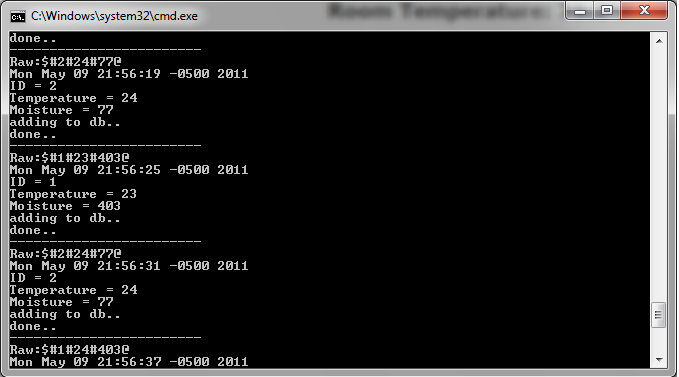 Room Temperature:
C:\Windows\system32\cmd.exe
done..
-------------------------
Raw:$#2#24#77@
Mon May 09 21:56:19 -0500 2011
ID = 2
Temperature = 24
Moisture = 77
adding to db..
done..
-------------------------
Raw:$#1#23#403@
Mon May 09 21:56:25 -0500 2011
ID = 1
Temperature = 23
Moisture = 403
adding to db..
done..
-------------------------
Raw:$#2#24#77@
Mon May 09 21:56:31 -0500 2011
ID = 2
Temperature = 24
Moisture = 77
adding to db..
done..
-------------------------
Raw:$#1#24#403@
Mon May 09 21:56:37 -0500 2011